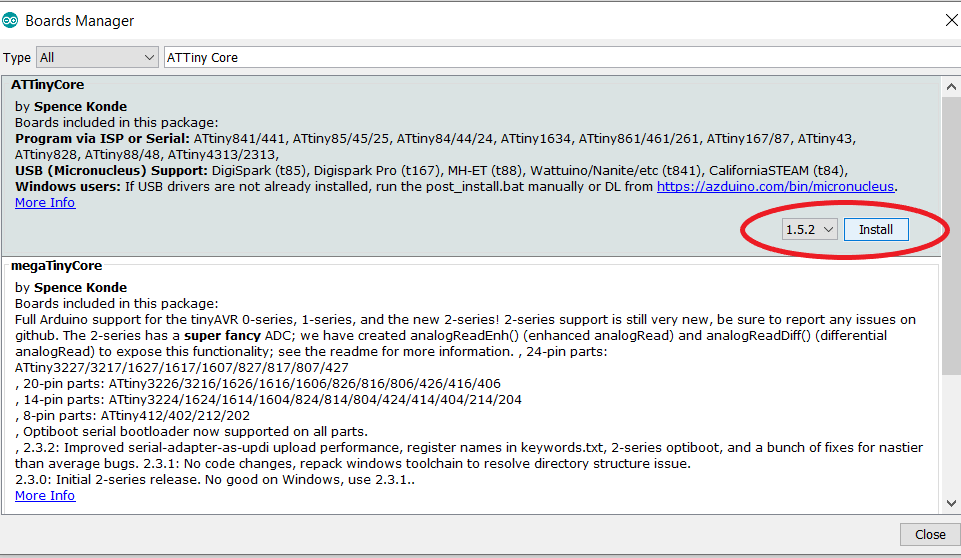 Boards Manager
Type All ATTiny Core
ATTinyCore
by Spence Konde
Boards included in this package:
Program via ISP or Serial: ATtiny841/441, ATtiny85/45/25, ATtiny84/44/24, ATtiny1634, ATtiny861/461/261, ATtiny167/87, ATtiny43,
ATtiny828, ATtiny88/48, ATtiny4313/2313,
USB (Micronucleus) Support: DigiSpark (t85), Digispark Pro (t167), MH-ET (t88), Wattuino/Nanite/etc (t841), CaliforniaSTEAM (t84),
Windows users: If USB drivers are not already installed, run the post_install.bat manually or DL from https://azduino.com/bin/micronucleus.
More Info
1.5.2 Install
megaTinyCore
by Spence Konde
Boards included in this package:
Full Arduino support for the tinyAVR 0-series, 1-series, and the new 2-series! 2-series support is still very new, be sure to report any issues on
github. The 2-series has a super fancy ADC; we have created analogReadEnh() (enhanced analogRead) and analogReadDiff() (differential
analogRead) to expose this functionality; see the readme for more information. , 24-pin parts:
ATtiny3227/3217/1627/1617/1607/827/817/807/427
, 20-pin parts: ATtiny3226/3216/1626/1616/1606/826/816/806/426/416/406
, 14-pin parts: ATtiny3224/1624/1614/1604/824/814/804/424/414/404/214/204
, 8-pin parts: ATtiny412/402/212/202
, Optiboot serial bootloader now supported on all parts.
, 2.3.2: Improved serial-adapter-as-updi upload performance, register names in keywords.txt, 2-series optiboot, and a bunch of fixes for nastier
than average bugs. 2.3.1: No code changes, repack windows toolchain to resolve directory structure issue.
2.3.0: Initial 2-series release. No good on Windows, use 2.3.1..
More Info
Close